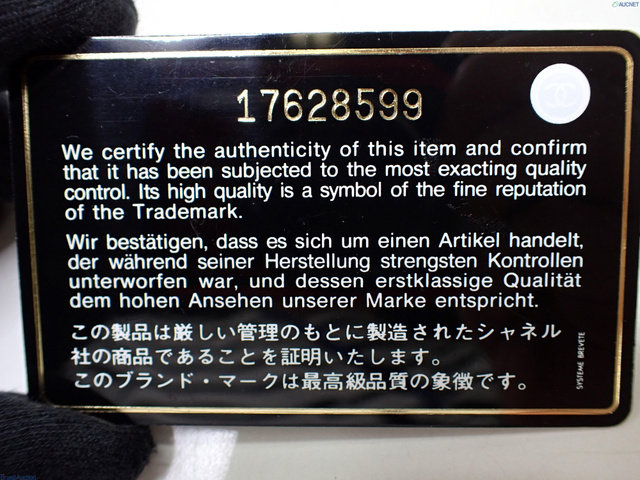 AUCNET
17628599
We certify the authenticity of this item and confirm
that it has been subjected to the most exacting quality
control. Its high quality is a symbol of the fine reputation
of the Trademark.
Wir bestätigen, dass es sich um einen Artikel handelt,
der während seiner Herstellung strengsten Kontrollen
unterworfen war, und dessen erstklassige Qualität
dem hohen Ansehen unserer Marke entspricht.
この製品は厳しい管理のもとに製造されたシャネル
社の商品であることを証明いたします。
このブランド・マークは最高級品質の象徴です。
SYSTEME BREVETE